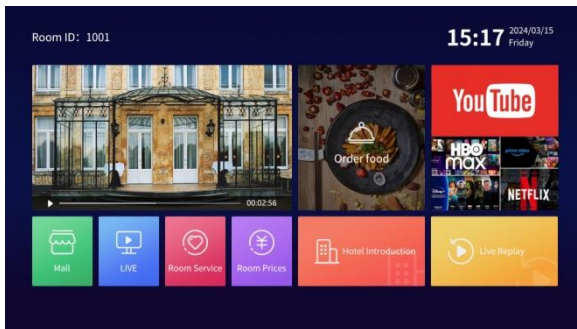 Room ID: 1001
15:17
2024/03/15
Friday
YouTube
Order food
HBO
max
prime video
Disney+
NETFLIX
00:02:56
Mall
LIVE
Room Service
Room Prices
Hotel Introduction
Live Replay